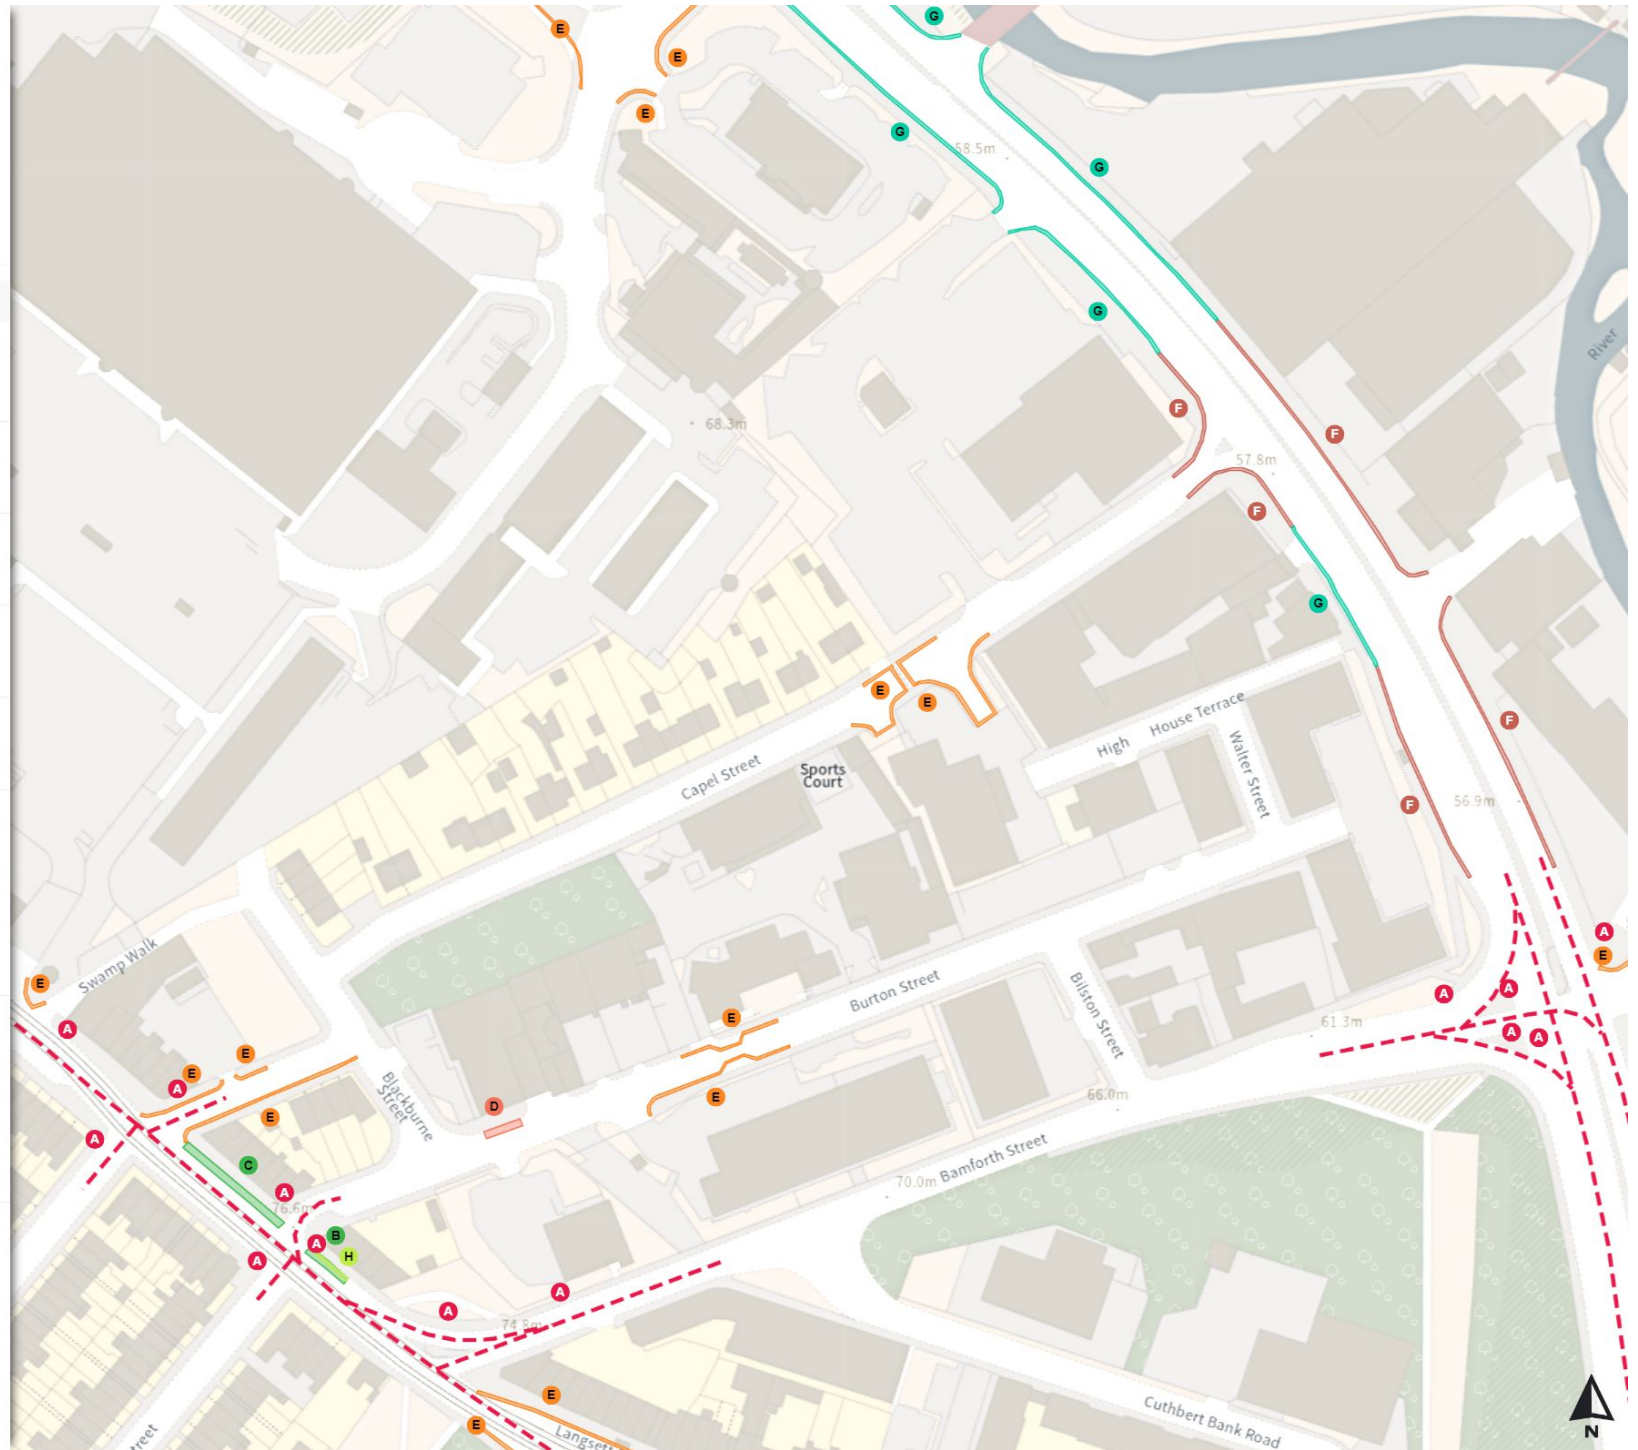 G
E
E
E
G
58.5m
G
G
River
F
68.3m
F
57.8m
F
G
E
E
High House Terrace
F
Walter Street
Capel Street
Sports
Court
F
56.9m
A
E
Swamp Walk
E
A
A
Burton Street
Bilston Street
E
61.3m
A
A
A
E
E
A
Blackburne
Street
E
66.0m
D
E
A
C
Bamforth Street
70.0m
A
76.6m
B
A
H
A
A
A
74.8m
E
E
Cuthbert Bank Road
N